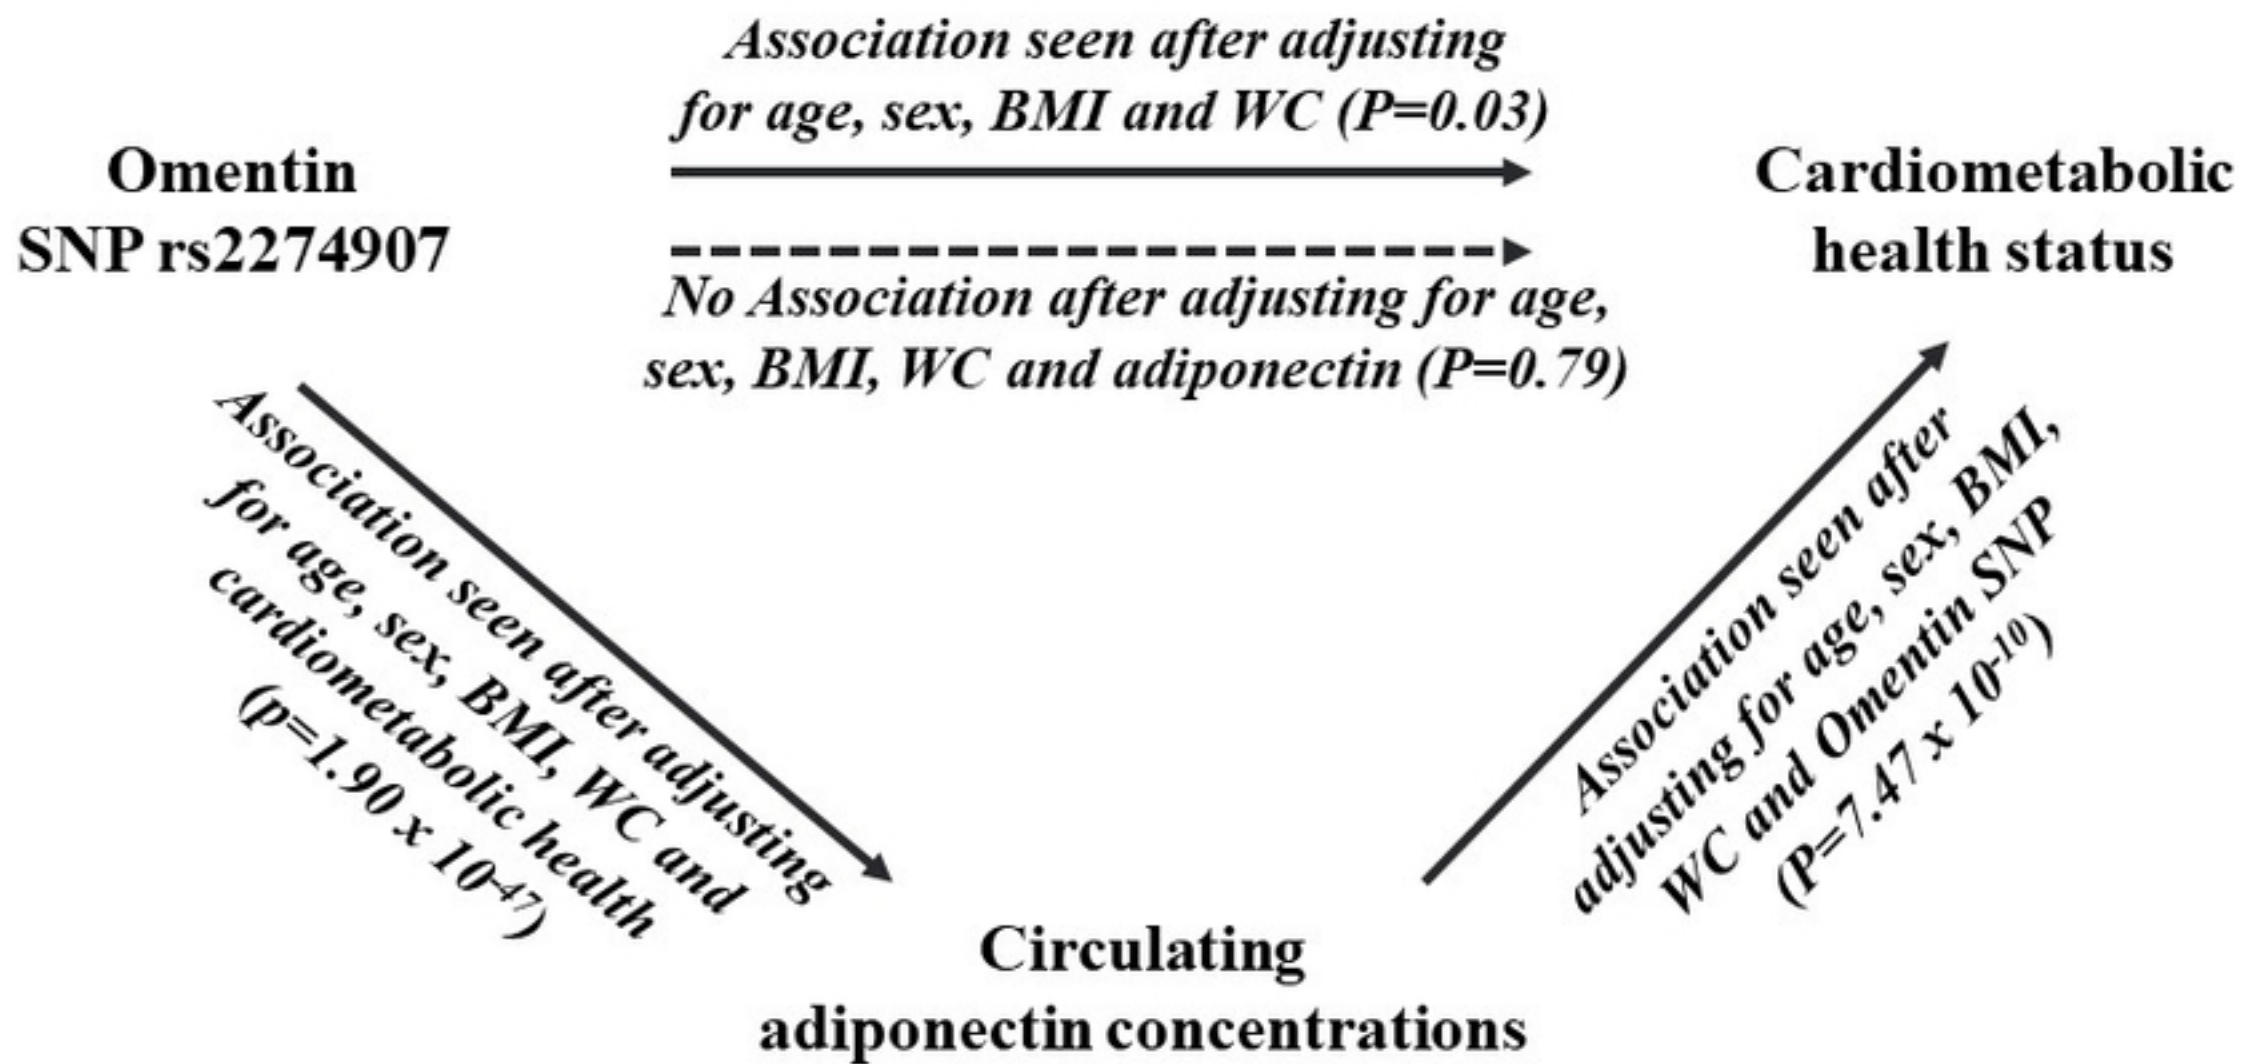 Association seen after adjusting
for age, sex, BMI and WC (P=0.03)
Omentin
SNP rs2274907
Cardiometabolic
health status
No Association after adjusting for age,
sex, BMI, WC and adiponectin (P=0.79)
Association seen after adjusting
for age, sex, BMI, WC and
cardiometabolic health
(p=1.90 x 10-47)
Association seen after
adjusting for age, sex, BMI,
WC and Omentin SNP
(P=7.47 x 10-10)
Circulating
adiponectin concentrations